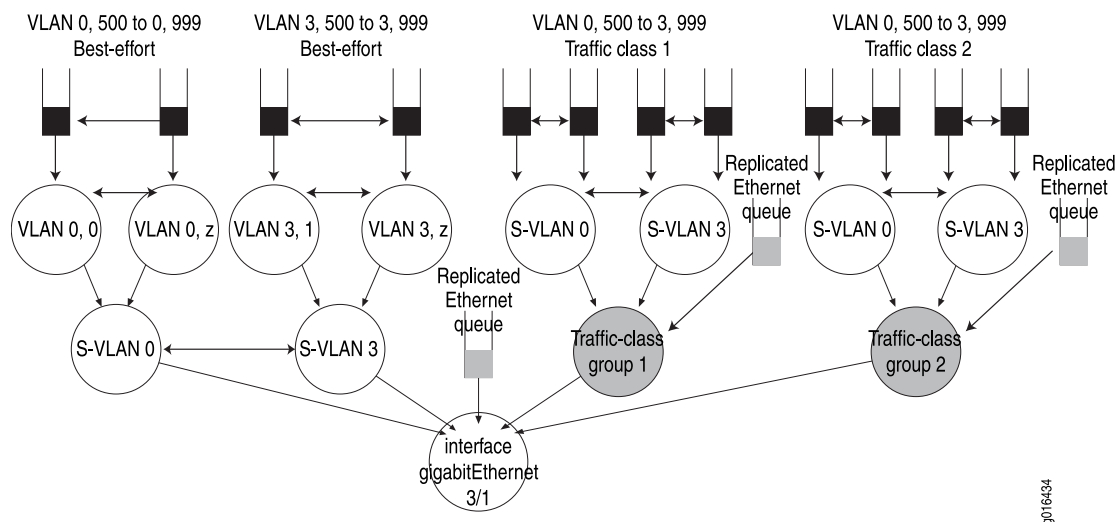 VLAN 0, 500 to 0, 999
Best-effort
VLAN 3, 500 to 3, 999
Best-effort
VLAN 0, 500 to 3, 999
Traffic class 1
VLAN 0, 500 to 3, 999
Traffic class 2
Replicated
Ethernet
queue
Replicated
Ethernet
queue
VLAN 0, 0
VLAN 0, z
VLAN 3, 1
VLAN 3, z
S-VLAN 0
S-VLAN 3
S-VLAN 0
S-VLAN 3
Replicated
Ethernet
queue
S-VLAN 0
S-VLAN 3
Traffic-class
group 1
Traffic-class
group 2
interface
gigabitEthernet
3/1
g016434